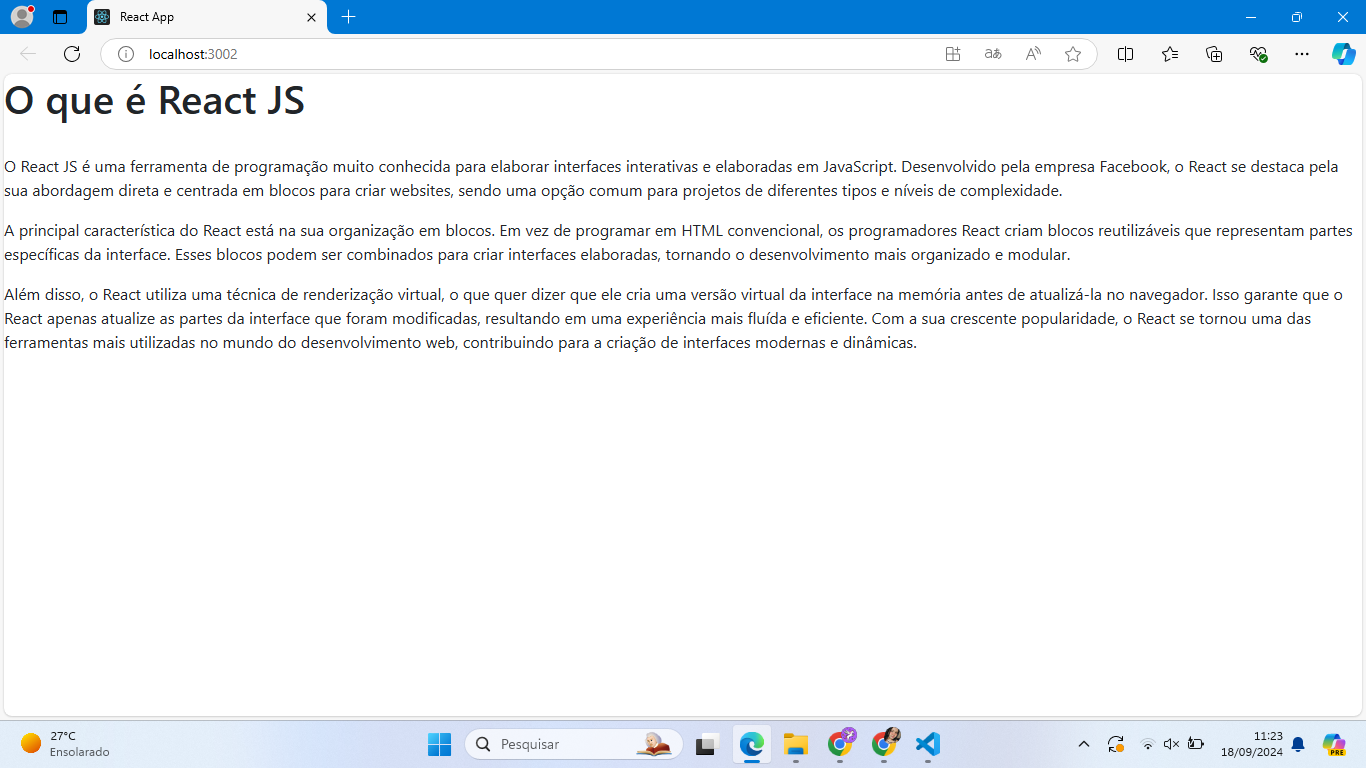 React App
localhost:3002
O que é React JS
O React JS é uma ferramenta de programação muito conhecida para elaborar interfaces interativas e elaboradas em JavaScript. Desenvolvido pela empresa Facebook, o React se destaca pela
sua abordagem direta e centrada em blocos para criar websites, sendo uma opção comum para projetos de diferentes tipos e níveis de complexidade.
A principal característica do React está na sua organização em blocos. Em vez de programar em HTML convencional, os programadores React criam blocos reutilizáveis que representam partes
específicas da interface. Esses blocos podem ser combinados para criar interfaces elaboradas, tornando o desenvolvimento mais organizado e modular.
Além disso, o React utiliza uma técnica de renderização virtual, o que quer dizer que ele cria uma versão virtual da interface na memória antes de atualizá-la no navegador. Isso garante que o
React apenas atualize as partes da interface que foram modificadas, resultando em uma experiência mais fluída e eficiente. Com a sua crescente popularidade, o React se tornou uma das
ferramentas mais utilizadas no mundo do desenvolvimento web, contribuindo para a criação de interfaces modernas e dinâmicas.
27°C
Ensolarado
Pesquisar
11:23
18/09/2024
PRE